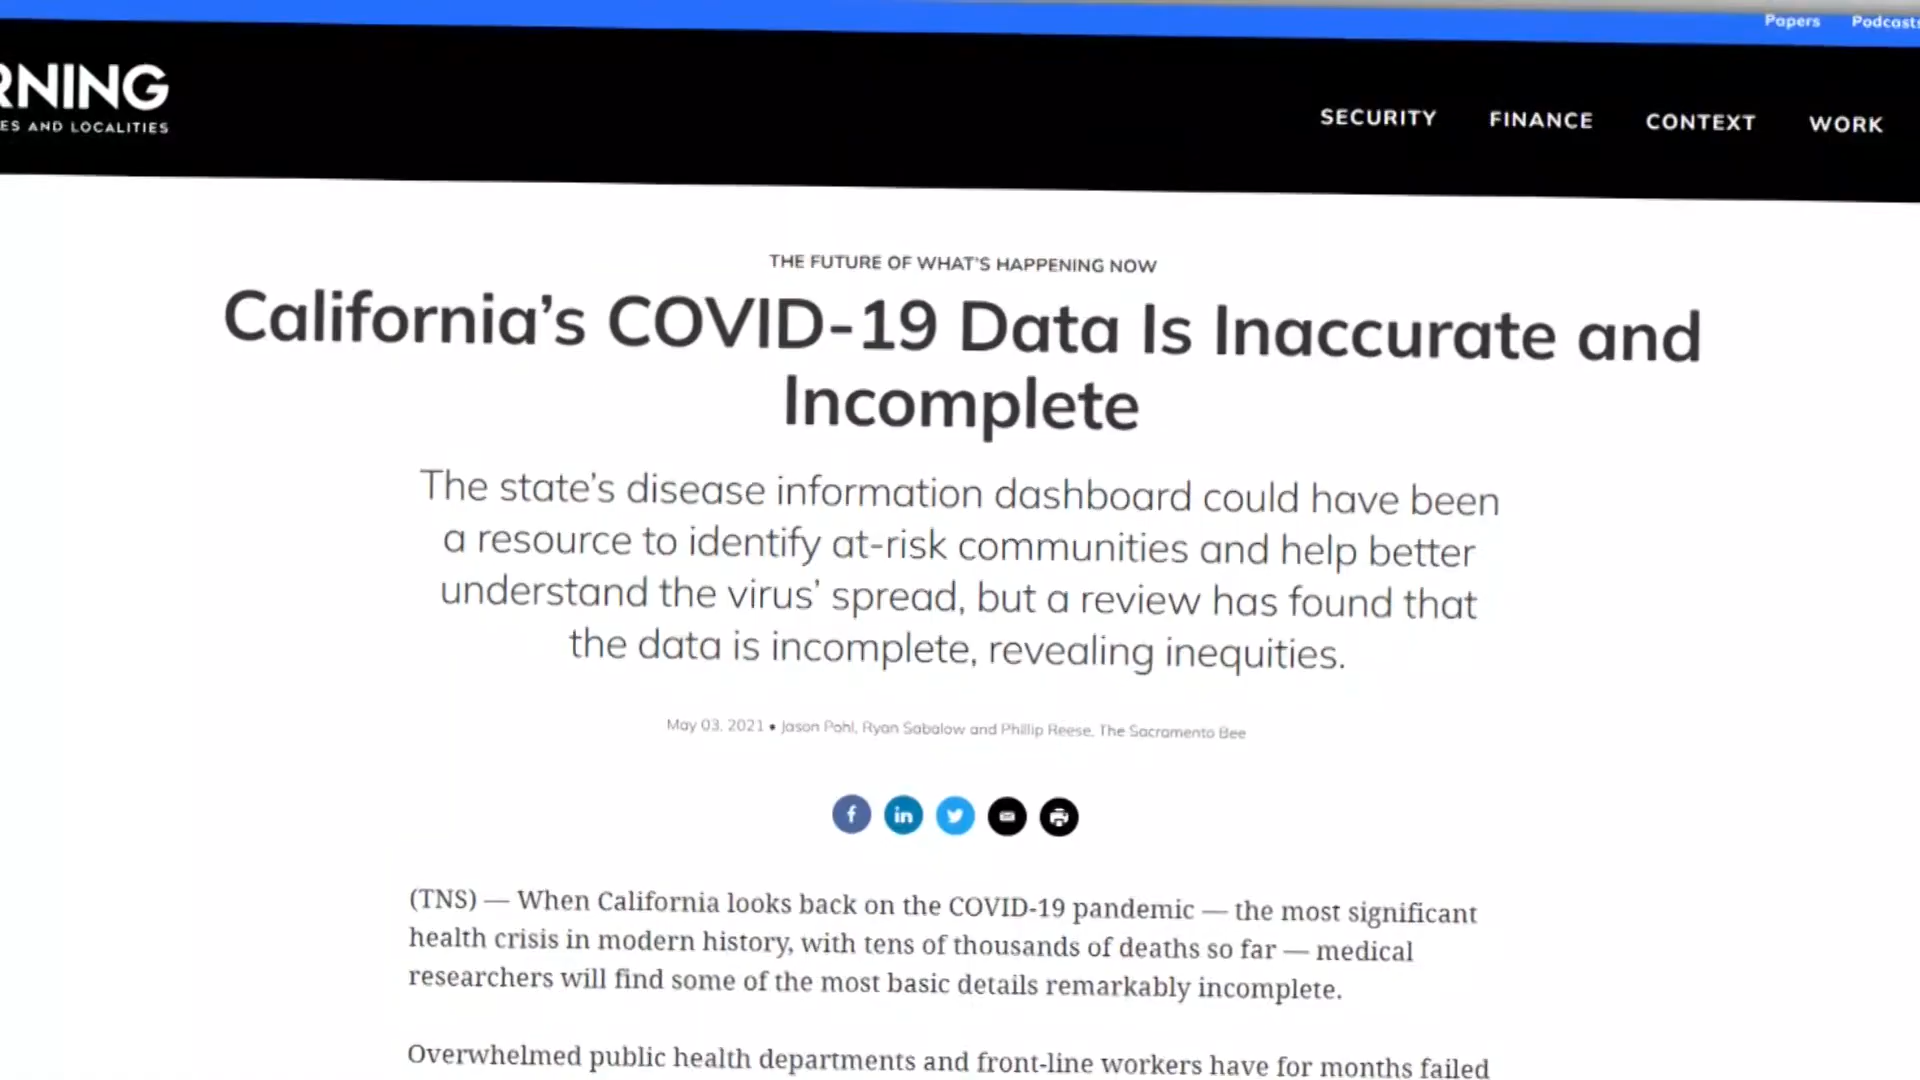 Papers Podcasts
RNING
ES AND LOCALITIES
SECURITY FINANCE CONTEXT WORK
THE FUTURE OF WHAT'S HAPPENING NOW
California’s COVID-19 Data Is Inaccurate and
Incomplete
The state’s disease information dashboard could have been
a resource to identify at-risk communities and help better
understand the virus’ spread, but a review has found that
the data is incomplete, revealing inequities.
May 03, 2021 • Jason Pohl, Ryan Sabalow and Phillip Reese, The Sacramento Bee
(TNS) — When California looks back on the COVID-19 pandemic — the most significant
health crisis in modern history, with tens of thousands of deaths so far — medical
researchers will find some of the most basic details remarkably incomplete.
Overwhelmed public health departments and front-line workers have for months failed